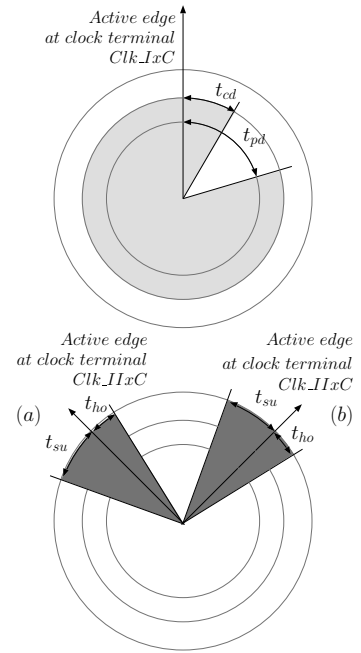 Active edge
at clock terminal
Clk_IxC
t_cd
t_pd
Active edge
at clock terminal
Clk_IIxC
(a)
t_ho
t_su
Active edge
at clock terminal
Clk_IIxC
(b)
t_su
t_ho